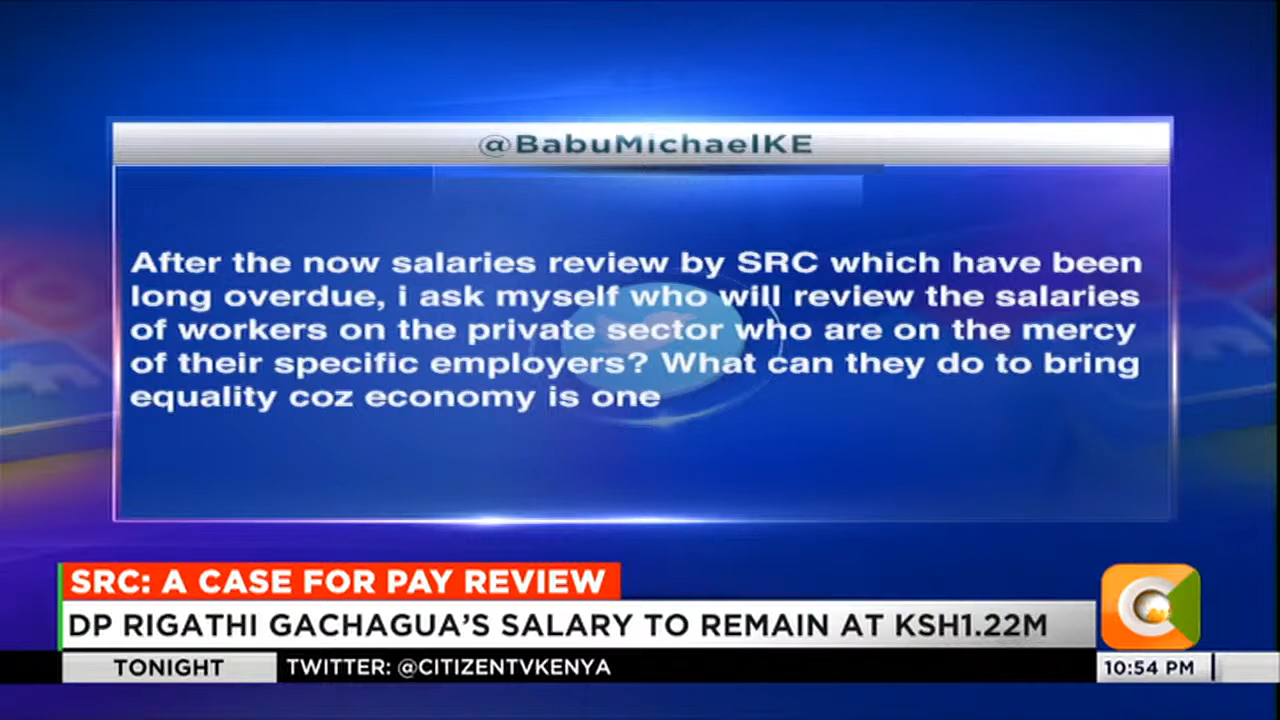 @BabuMichaelKE
After the now salaries review by SRC which have been
long overdue, i ask myself who will review the salaries
of workers on the private sector who are on the mercy
of their specific employers? What can they do to bring
equality coz economy is one
SRC: A CASE FOR PAY REVIEW
DP RIGATHI GACHAGUA'S SALARY TO REMAIN AT KSH1.22M
TONIGHT TWITTER: @CITIZENTVKENYA 10:54 PM